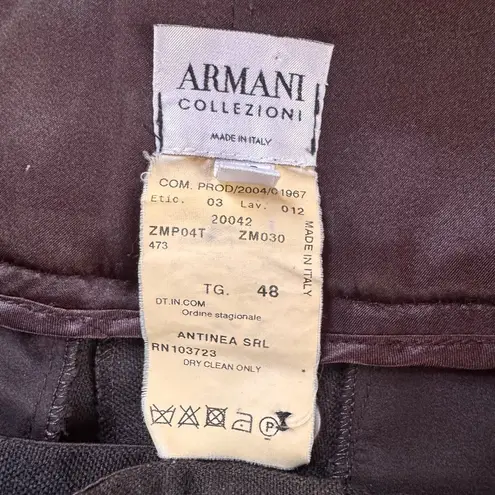 ARMANI
COLLEZIONI
MADE IN ITALY
COM. PROD/2004/01967
Etic. 03 Lav. 012
20042
ZMP04T ZM030
473
MADE IN ITALY
TG. 48
DT.IN.COM
Ordine stagionale
ANTINEA SRL
RN103723
DRY CLEAN ONLY
P